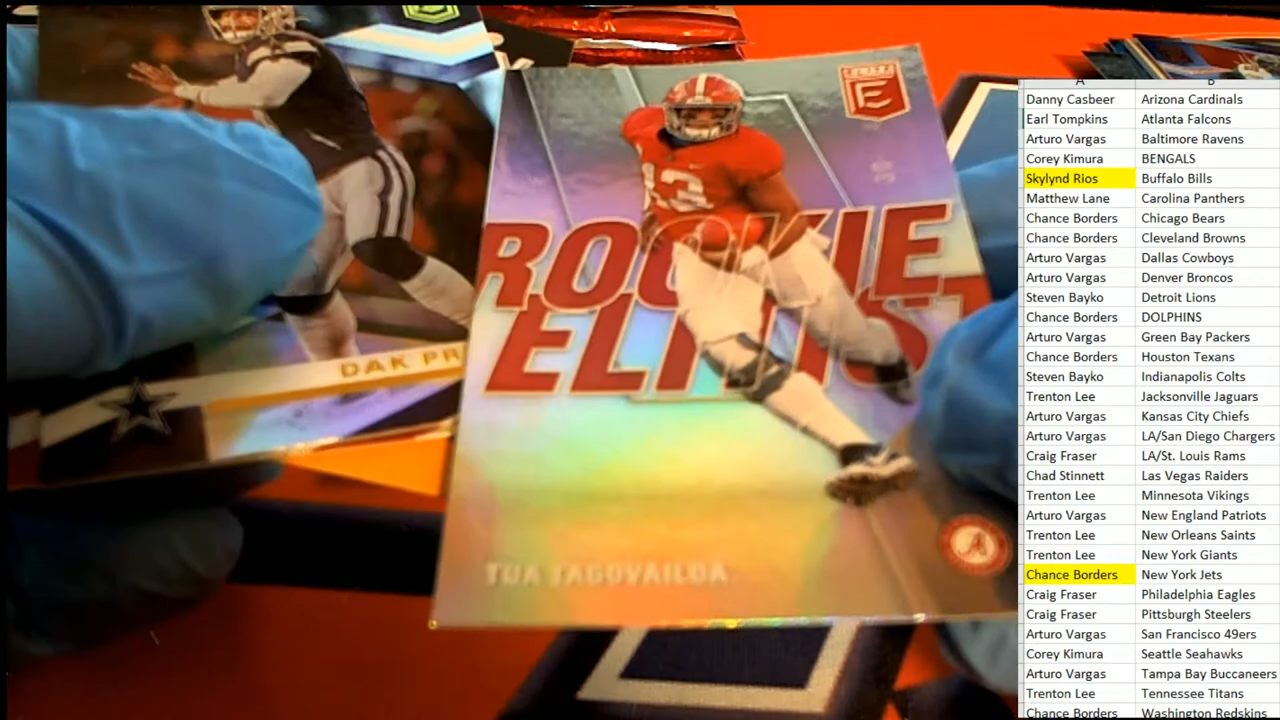 DAK PR
ELITE
E
13
ROOKIE
ELITIST
TUA TAGOVAILOA
A
A B
Danny Casbeer Arizona Cardinals
Earl Tompkins Atlanta Falcons
Arturo Vargas Baltimore Ravens
Corey Kimura BENGALS
Skylynd Rios Buffalo Bills
Matthew Lane Carolina Panthers
Chance Borders Chicago Bears
Chance Borders Cleveland Browns
Arturo Vargas Dallas Cowboys
Arturo Vargas Denver Broncos
Steven Bayko Detroit Lions
Chance Borders DOLPHINS
Arturo Vargas Green Bay Packers
Chance Borders Houston Texans
Steven Bayko Indianapolis Colts
Trenton Lee Jacksonville Jaguars
Arturo Vargas Kansas City Chiefs
Arturo Vargas LA/San Diego Chargers
Craig Fraser LA/St. Louis Rams
Chad Stinnett Las Vegas Raiders
Trenton Lee Minnesota Vikings
Arturo Vargas New England Patriots
Trenton Lee New Orleans Saints
Trenton Lee New York Giants
Chance Borders New York Jets
Craig Fraser Philadelphia Eagles
Craig Fraser Pittsburgh Steelers
Arturo Vargas San Francisco 49ers
Corey Kimura Seattle Seahawks
Arturo Vargas Tampa Bay Buccaneers
Trenton Lee Tennessee Titans
Chance Borders Washington Redskins